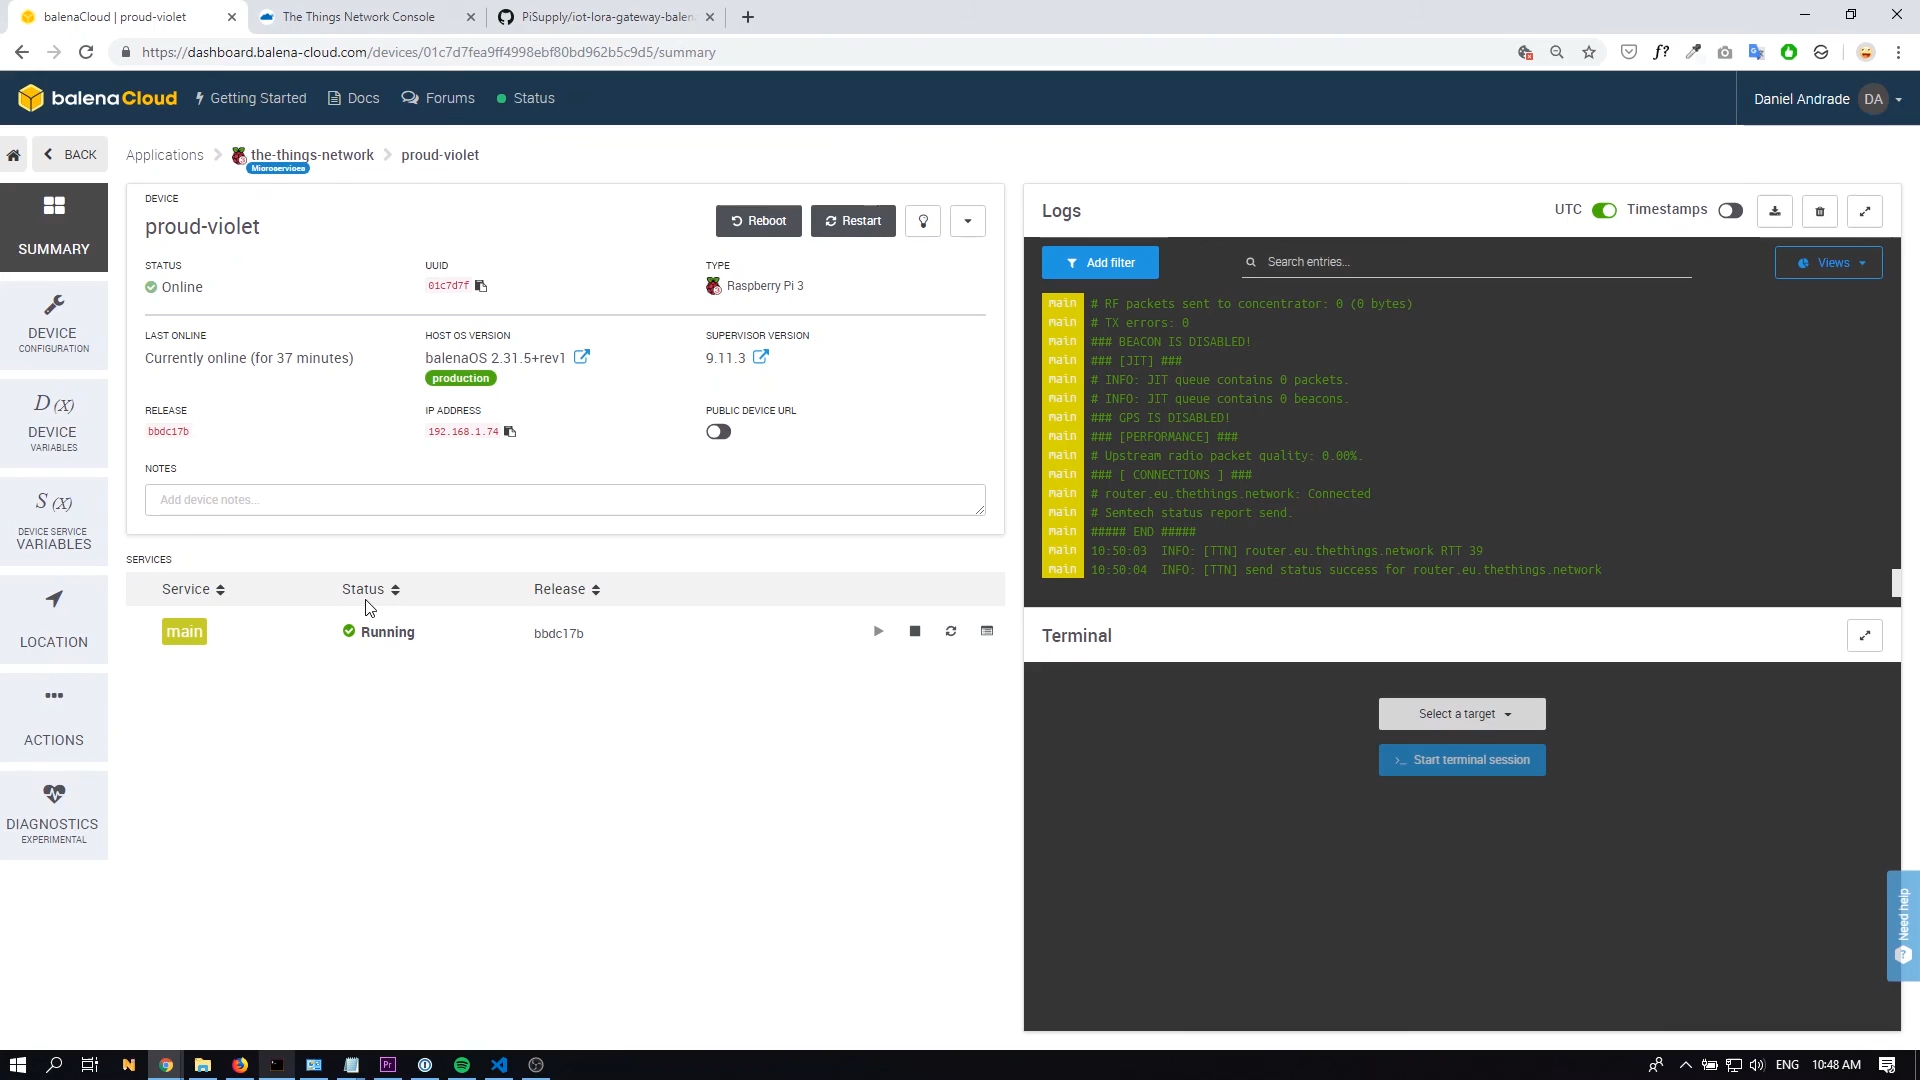 balenaCloud | proud-violet
The Things Network Console
PiSupply/iot-lora-gateway-balen
https://dashboard.balena-cloud.com/devices/01c7d7fea9ff4998ebf80bd962b5c9d5/summary
balenaCloud
Getting Started
Docs
Forums
Status
Daniel Andrade
DA
BACK
Applications
the-things-network
proud-violet
Microservices
SUMMARY
DEVICE
CONFIGURATION
D (X)
DEVICE
VARIABLES
S (X)
DEVICE SERVICE
VARIABLES
LOCATION
ACTIONS
DIAGNOSTICS
EXPERIMENTAL
DEVICE
proud-violet
Reboot
Restart
STATUS
Online
UUID
01c7d7f
TYPE
Raspberry Pi 3
LAST ONLINE
Currently online (for 37 minutes)
HOST OS VERSION
balenaOS 2.31.5+rev1
production
SUPERVISOR VERSION
9.11.3
RELEASE
bbdc17b
IP ADDRESS
192.168.1.74
PUBLIC DEVICE URL
NOTES
Add device notes...
SERVICES
Service
Status
Release
main
Running
bbdc17b
Logs
UTC
Timestamps
Add filter
Search entries...
Views
main # RF packets sent to concentrator: 0 (0 bytes)
main # TX errors: 0
main ### BEACON IS DISABLED!
main ### [JIT] ###
main # INFO: JIT queue contains 0 packets.
main # INFO: JIT queue contains 0 beacons.
main ### GPS IS DISABLED!
main ### [PERFORMANCE] ###
main # Upstream radio packet quality: 0.00%.
main ### [ CONNECTIONS ] ###
main # router.eu.thethings.network: Connected
main # Semtech status report send.
main ##### END #####
main 10:50:03 INFO: [TTN] router.eu.thethings.network RTT 39
main 10:50:04 INFO: [TTN] send status success for router.eu.thethings.network
Terminal
Select a target
>_ Start terminal session
Need help
?
f?
N
Pr
ENG
10:48 AM